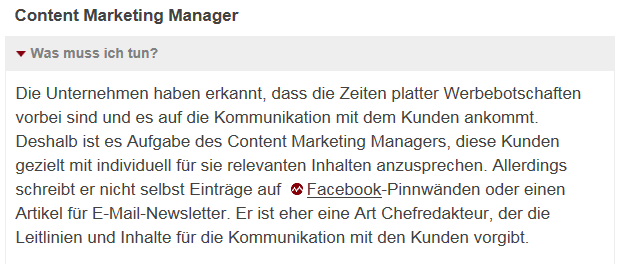 Content Marketing Manager
Was muss ich tun?
Die Unternehmen haben erkannt, dass die Zeiten platter Werbebotschaften
vorbei sind und es auf die Kommunikation mit dem Kunden ankommt.
Deshalb ist es Aufgabe des Content Marketing Managers, diese Kunden
gezielt mit individuell für sie relevanten Inhalten anzusprechen. Allerdings
schreibt er nicht selbst Einträge auf Facebook-Pinnwänden oder einen
Artikel für E-Mail-Newsletter. Er ist eher eine Art Chefredakteur, der die
Leitlinien und Inhalte für die Kommunikation mit den Kunden vorgibt.